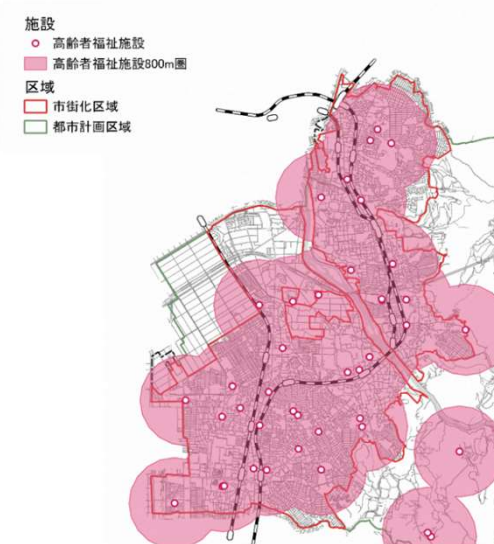 施設
高齢者福祉施設
高齢者福祉施設800m圏
区域
市街化区域
都市計画区域